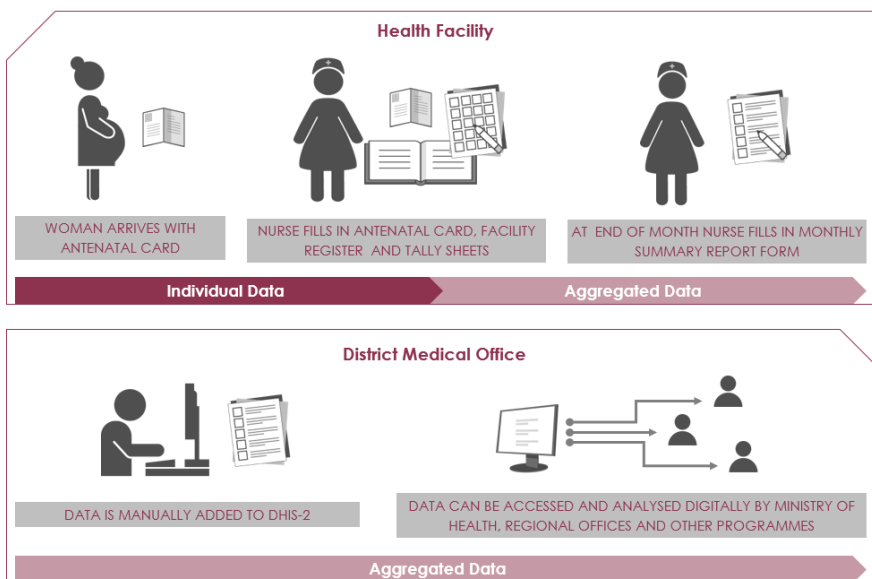 Health Facility
WOMAN ARRIVES WITH
ANTENATAL CARD
NURSE FILLS IN ANTENATAL CARD, FACILITY
REGISTER AND TALLY SHEETS
AT END OF MONTH NURSE FILLS IN MONTHLY
SUMMARY REPORT FORM
Individual Data
Aggregated Data
District Medical Office
DATA IS MANUALLY ADDED TO DHIS-2
DATA CAN BE ACCESSED AND ANALYSED DIGITALLY BY MINISTRY OF
HEALTH, REGIONAL OFFICES AND OTHER PROGRAMMES
Aggregated Data